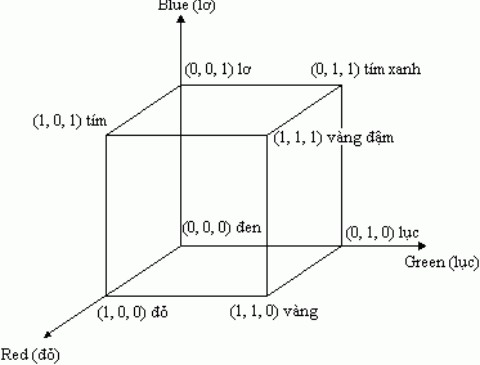 Blue (lơ)
(0, 0, 1) lơ
(0, 1, 1) tím xanh
(1, 0, 1) tím
(1, 1, 1) vàng đậm
(0, 0, 0) đen
(0, 1, 0) lục
Green (lục)
(1, 0, 0) đỏ
(1, 1, 0) vàng
Red (đỏ)